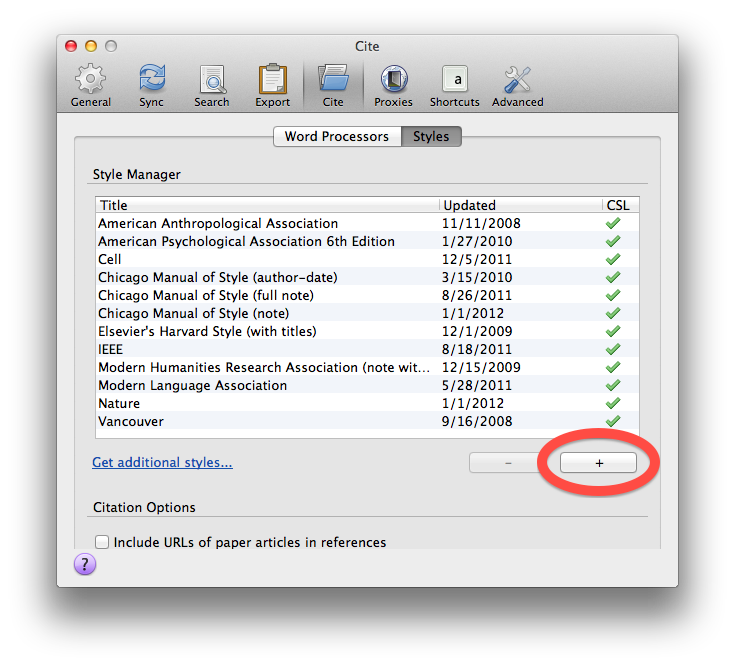 Cite
General Sync Search Export Cite Proxies Shortcuts Advanced
Word Processors Styles
Style Manager
Title Updated CSL
American Anthropological Association 11/11/2008
American Psychological Association 6th Edition 1/27/2010
Cell 12/5/2011
Chicago Manual of Style (author-date) 3/15/2010
Chicago Manual of Style (full note) 8/26/2011
Chicago Manual of Style (note) 1/1/2012
Elsevier's Harvard Style (with titles) 12/1/2009
IEEE 8/18/2011
Modern Humanities Research Association (note wit... 12/15/2009
Modern Language Association 5/28/2011
Nature 1/1/2012
Vancouver 9/16/2008
Get additional styles... - +
Citation Options
Include URLs of paper articles in references
?